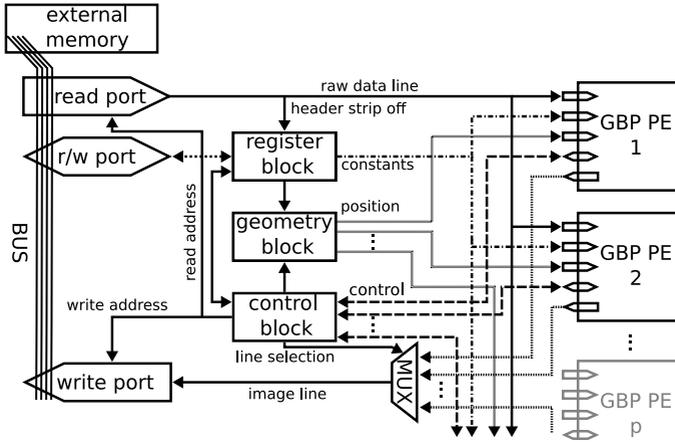 external
memory
read port
raw data line
header strip off
GBP PE
1
r/w port
register
block
constants
read address
BUS
geometry
block
position
GBP PE
2
control
block
control
write address
line selection
write port
image line
MUX
GBP PE
p